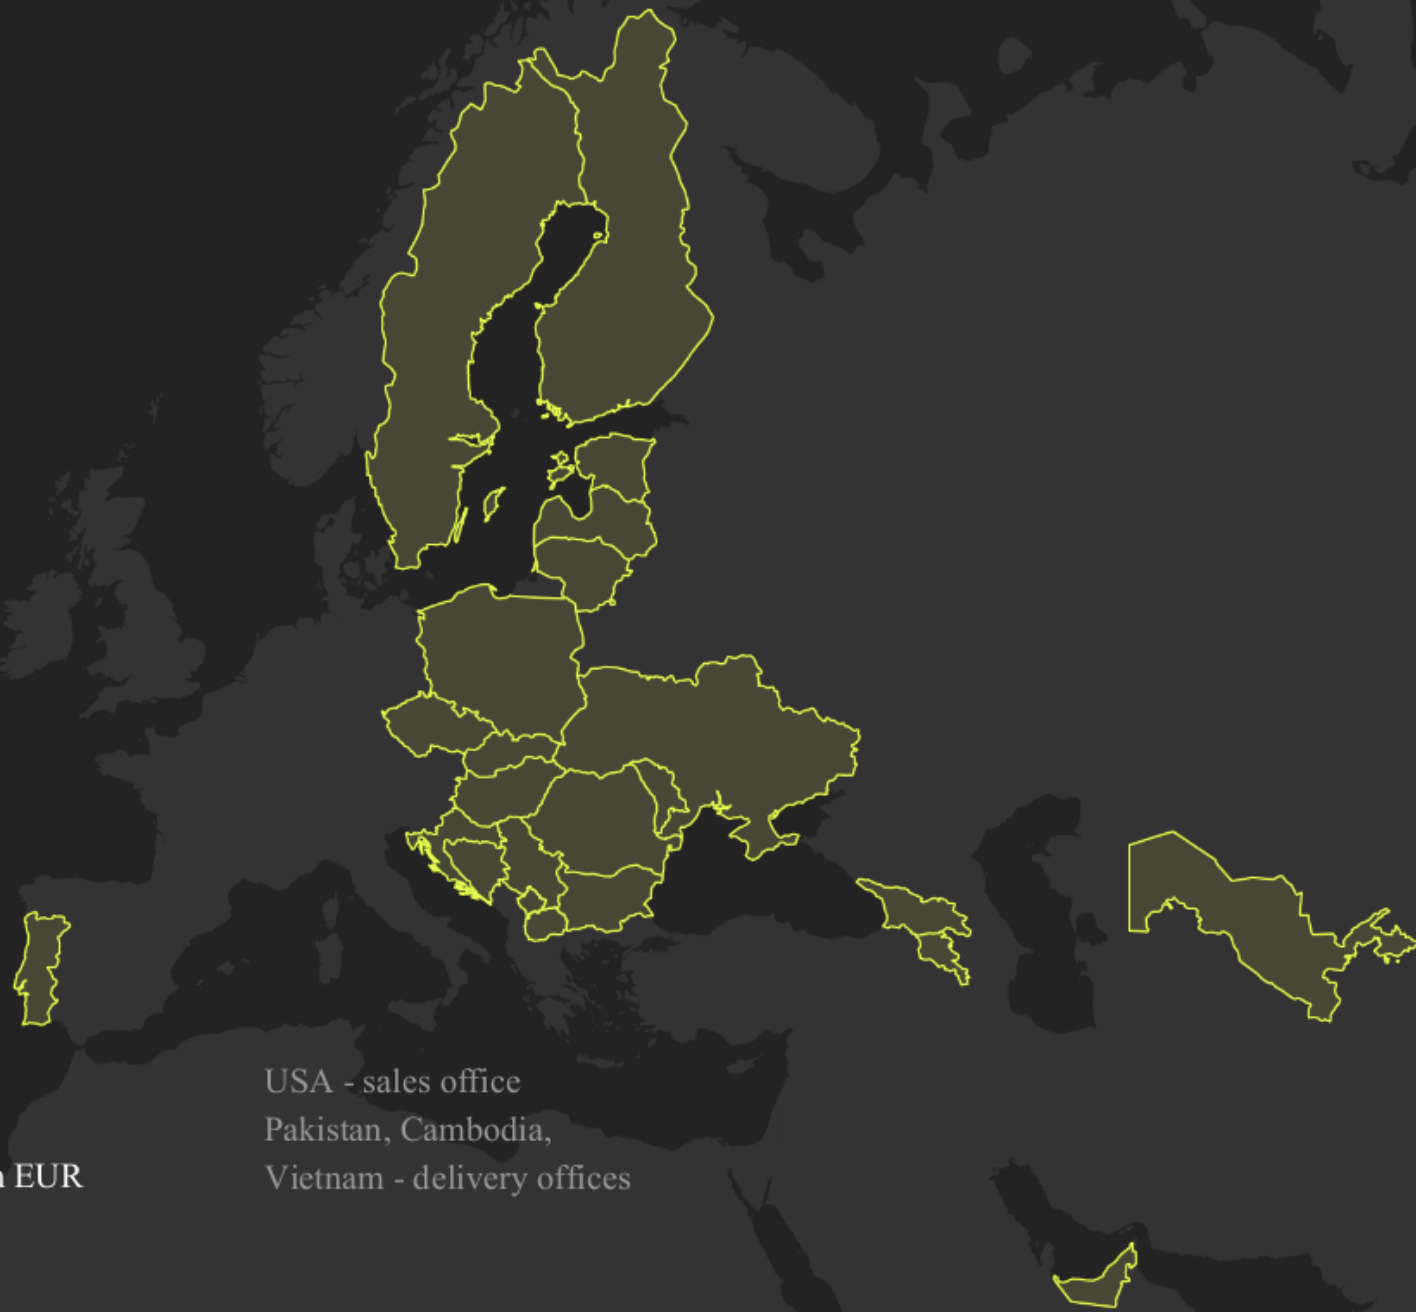 USA - sales office
Pakistan, Cambodia,
Vietnam - delivery offices
EUR